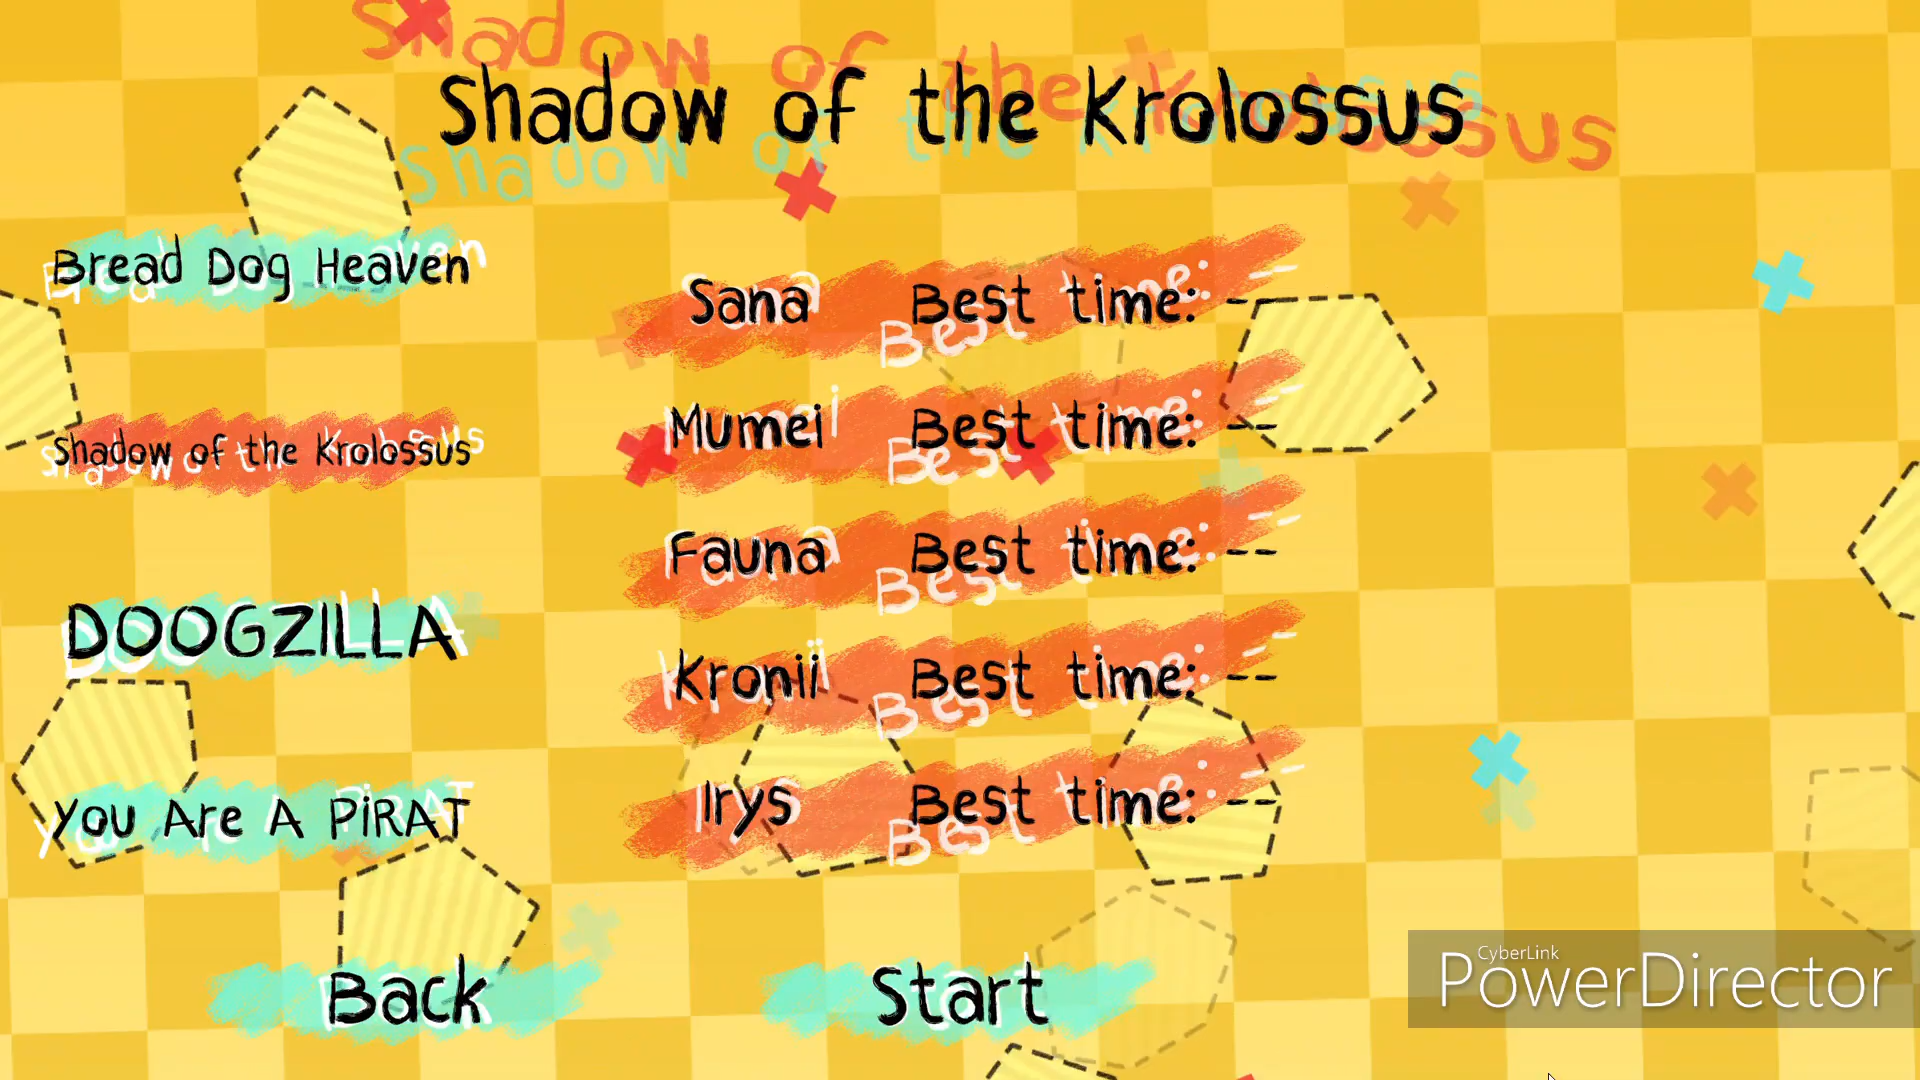 Shadow of the Krolossus
Bread Dog Heaven
Shadow of the Krolossus
DOOGZILLA
You Are A PiRAT
Sana Best time: --
Mumei Best time: --
Fauna Best time: --
Kronii Best time: --
Irys Best time: --
Back
Start
CyberLink
PowerDirector